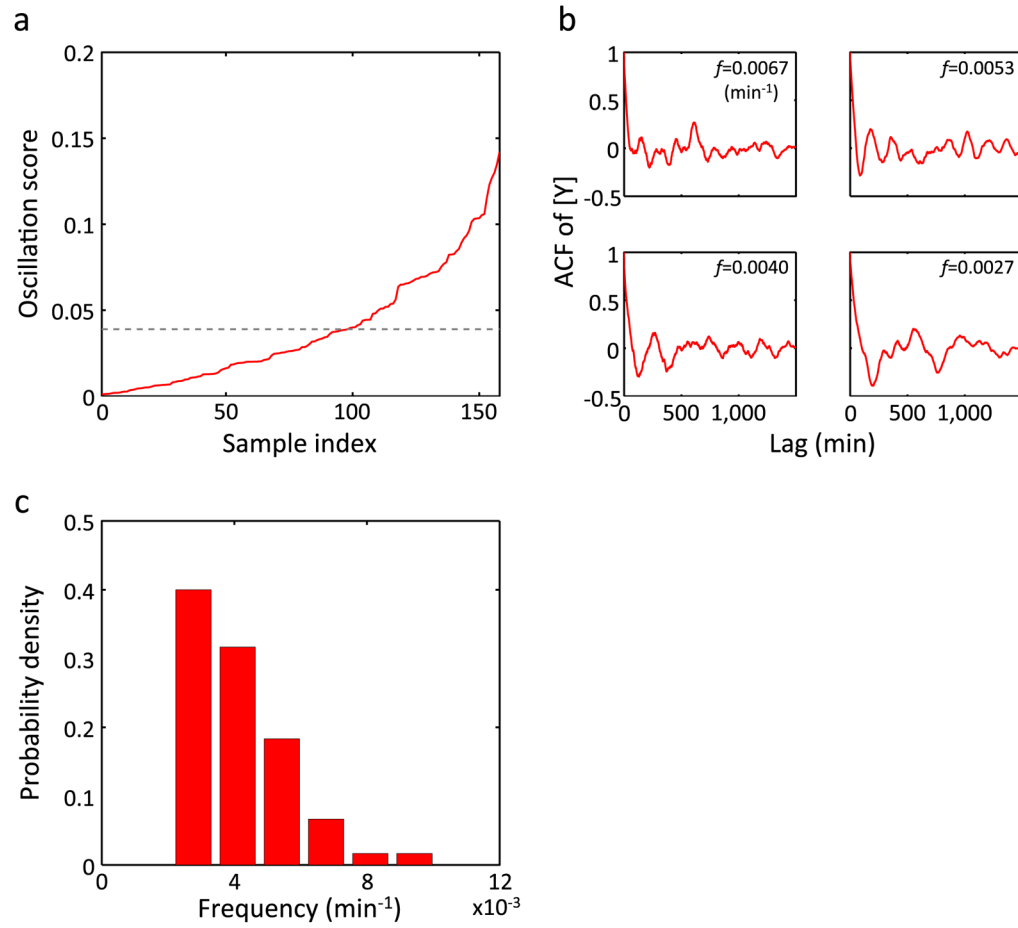 a
0.2
0.15
0.1
0.05
0
0
50
100
150
Oscillation score
Sample index
b
1
0.5
0
-0.5
f=0.0067
(min⁻¹)
f=0.0053
1
0.5
0
-0.5
f=0.0040
f=0.0027
0
500
1,000
0
500
1,000
ACF of [Y]
Lag (min)
c
0.5
0.4
0.3
0.2
0.1
0
0
4
8
12
Probability density
Frequency (min⁻¹)
x10⁻³